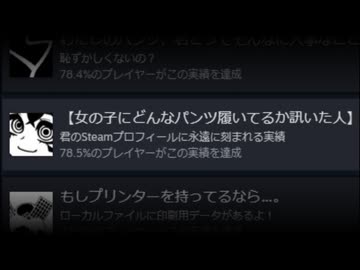 恥ずかしくないの？
78.4%のプレイヤーがこの実績を達成
【女の子にどんなパンツ履いてるか訊いた人】
君のSteamプロフィールに永遠に刻まれる実績
78.5%のプレイヤーがこの実績を達成
もしプリンターを持ってるなら…。
ローカルファイルに印刷用データがあるよ！